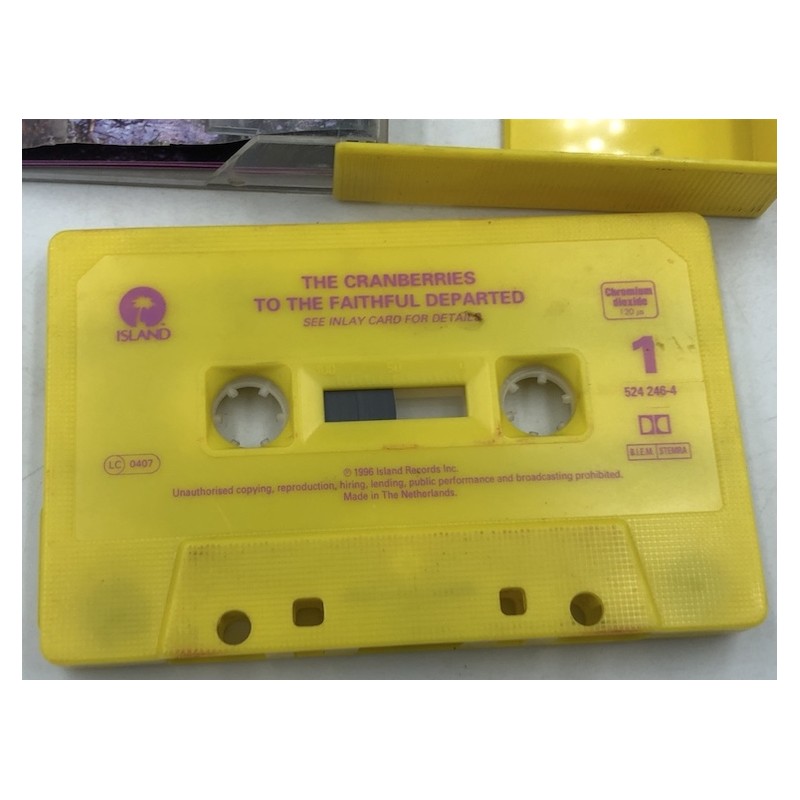 THE CRANBERRIES
TO THE FAITHFUL DEPARTED
SEE INLAY CARD FOR DETAILS
ISLAND
Chromium
dioxide
120 µs
1
524 246-4
B.I.E.M. STEMRA
LC 0407
℗ 1996 Island Records Inc.
Unauthorised copying, reproduction, hiring, lending, public performance and broadcasting prohibited.
Made in The Netherlands.